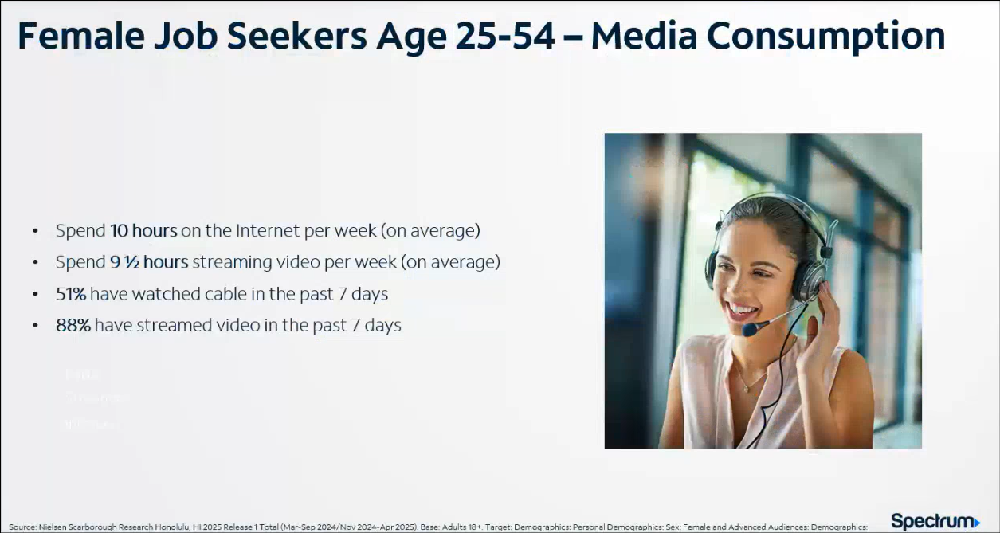 Female Job Seekers Age 25-54 – Media Consumption
• Spend 10 hours on the Internet per week (on average)
• Spend 9 ½ hours streaming video per week (on average)
• 51% have watched cable in the past 7 days
• 88% have streamed video in the past 7 days
Source: Nielsen Scarborough Research Honolulu, HI 2025 Release 1 Total (Mar-Sep 2024/Nov 2024-Apr 2025). Base: Adults 18+. Target: Demographics: Personal Demographics: Sex: Female and Advanced Audiences: Demographics:
Spectrum